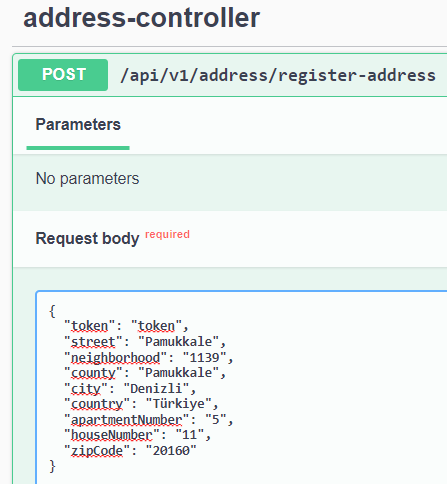 address-controller
POST /api/v1/address/register-address
Parameters
No parameters
Request body required
{
"token": "token",
"street": "Pamukkale",
"neighborhood": "1139",
"county": "Pamukkale",
"city": "Denizli",
"country": "Türkiye",
"apartmentNumber": "5",
"houseNumber": "11",
"zipCode": "20160"
}